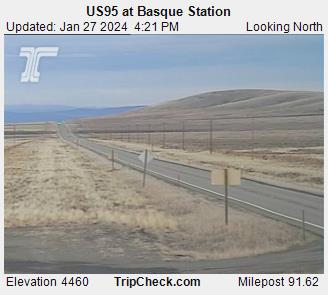 US95 at Basque Station
Updated: Jan 27 2024 4:21 PM Looking North
Elevation 4460 TripCheck.com Milepost 91.62